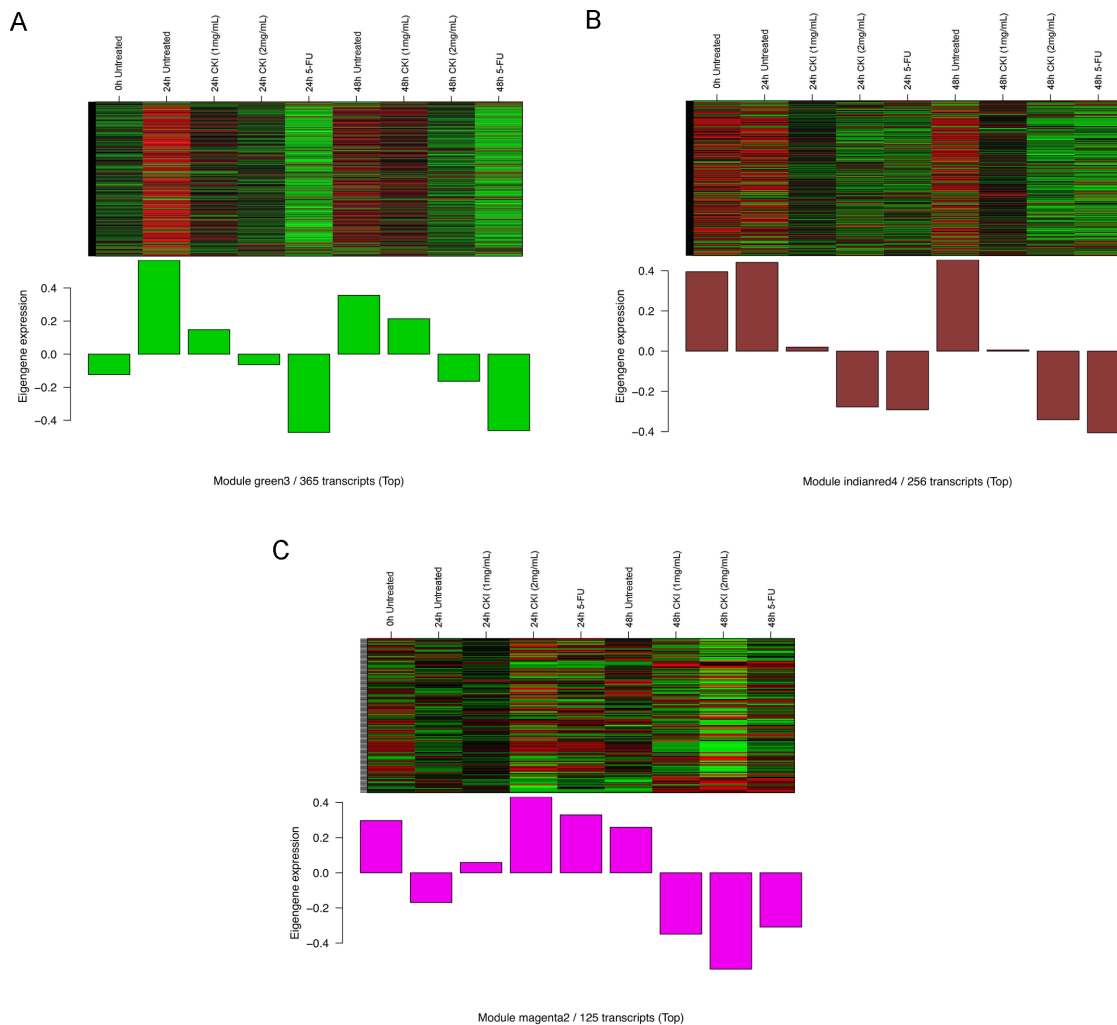 A
0h Untreated
24h Untreated
24h CKI (1mg/mL)
24h CKI (2mg/mL)
24h 5-FU
48h Untreated
48h CKI (1mg/mL)
48h CKI (2mg/mL)
48h 5-FU
Eigengene expression
0.4
0.2
0.0
−0.2
−0.4
Module green3 / 365 transcripts (Top)
B
0h Untreated
24h Untreated
24h CKI (1mg/mL)
24h CKI (2mg/mL)
24h 5-FU
48h Untreated
48h CKI (1mg/mL)
48h CKI (2mg/mL)
48h 5-FU
Eigengene expression
0.4
0.2
0.0
−0.2
−0.4
Module indianred4 / 256 transcripts (Top)
C
0h Untreated
24h Untreated
24h CKI (1mg/mL)
24h CKI (2mg/mL)
24h 5-FU
48h Untreated
48h CKI (1mg/mL)
48h CKI (2mg/mL)
48h 5-FU
Eigengene expression
0.4
0.2
0.0
−0.2
−0.4
Module magenta2 / 125 transcripts (Top)